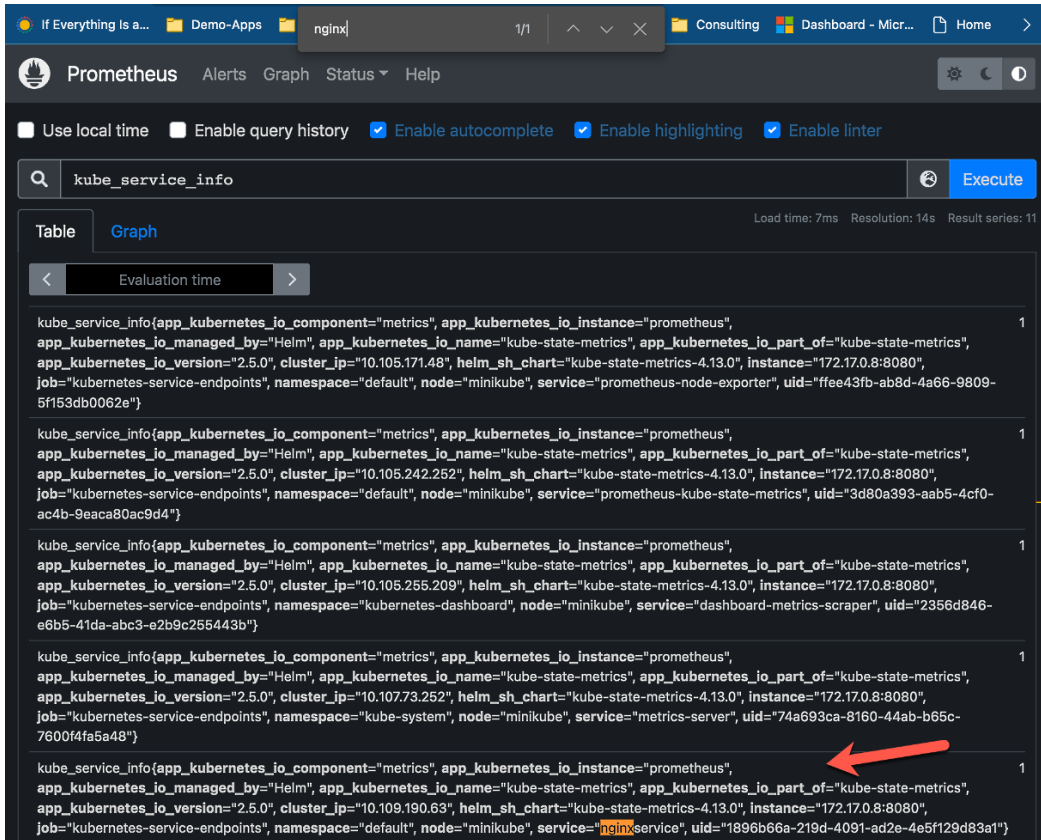 If Everything Is a...
Demo-Apps
nginx
1/1
Consulting
Dashboard - Micr...
Home
Prometheus
Alerts
Graph
Status
Help
Use local time
Enable query history
Enable autocomplete
Enable highlighting
Enable linter
kube_service_info
Execute
Load time: 7ms Resolution: 14s Result series: 11
Table
Graph
Evaluation time
kube_service_info{app_kubernetes_io_component="metrics", app_kubernetes_io_instance="prometheus", 1
app_kubernetes_io_managed_by="Helm", app_kubernetes_io_name="kube-state-metrics", app_kubernetes_io_part_of="kube-state-metrics",
app_kubernetes_io_version="2.5.0", cluster_ip="10.105.171.48", helm_sh_chart="kube-state-metrics-4.13.0", instance="172.17.0.8:8080",
job="kubernetes-service-endpoints", namespace="default", node="minikube", service="prometheus-node-exporter", uid="ffee43fb-ab8d-4a66-9809-
5f153db0062e"}
kube_service_info{app_kubernetes_io_component="metrics", app_kubernetes_io_instance="prometheus", 1
app_kubernetes_io_managed_by="Helm", app_kubernetes_io_name="kube-state-metrics", app_kubernetes_io_part_of="kube-state-metrics",
app_kubernetes_io_version="2.5.0", cluster_ip="10.105.242.252", helm_sh_chart="kube-state-metrics-4.13.0", instance="172.17.0.8:8080",
job="kubernetes-service-endpoints", namespace="default", node="minikube", service="prometheus-kube-state-metrics", uid="3d80a393-aab5-4cf0-
ac4b-9eaca80ac9d4"}
kube_service_info{app_kubernetes_io_component="metrics", app_kubernetes_io_instance="prometheus", 1
app_kubernetes_io_managed_by="Helm", app_kubernetes_io_name="kube-state-metrics", app_kubernetes_io_part_of="kube-state-metrics",
app_kubernetes_io_version="2.5.0", cluster_ip="10.105.255.209", helm_sh_chart="kube-state-metrics-4.13.0", instance="172.17.0.8:8080",
job="kubernetes-service-endpoints", namespace="kubernetes-dashboard", node="minikube", service="dashboard-metrics-scraper", uid="2356d846-
e6b5-41da-abc3-e2b9c255443b"}
kube_service_info{app_kubernetes_io_component="metrics", app_kubernetes_io_instance="prometheus", 1
app_kubernetes_io_managed_by="Helm", app_kubernetes_io_name="kube-state-metrics", app_kubernetes_io_part_of="kube-state-metrics",
app_kubernetes_io_version="2.5.0", cluster_ip="10.107.73.252", helm_sh_chart="kube-state-metrics-4.13.0", instance="172.17.0.8:8080",
job="kubernetes-service-endpoints", namespace="kube-system", node="minikube", service="metrics-server", uid="74a693ca-8160-44ab-b65c-
7600f4fa5a48"}
kube_service_info{app_kubernetes_io_component="metrics", app_kubernetes_io_instance="prometheus", 1
app_kubernetes_io_managed_by="Helm", app_kubernetes_io_name="kube-state-metrics", app_kubernetes_io_part_of="kube-state-metrics",
app_kubernetes_io_version="2.5.0", cluster_ip="10.109.190.63", helm_sh_chart="kube-state-metrics-4.13.0", instance="172.17.0.8:8080",
job="kubernetes-service-endpoints", namespace="default", node="minikube", service="nginxservice", uid="1896b66a-219d-4091-ad2e-4e5f129d83a1"}